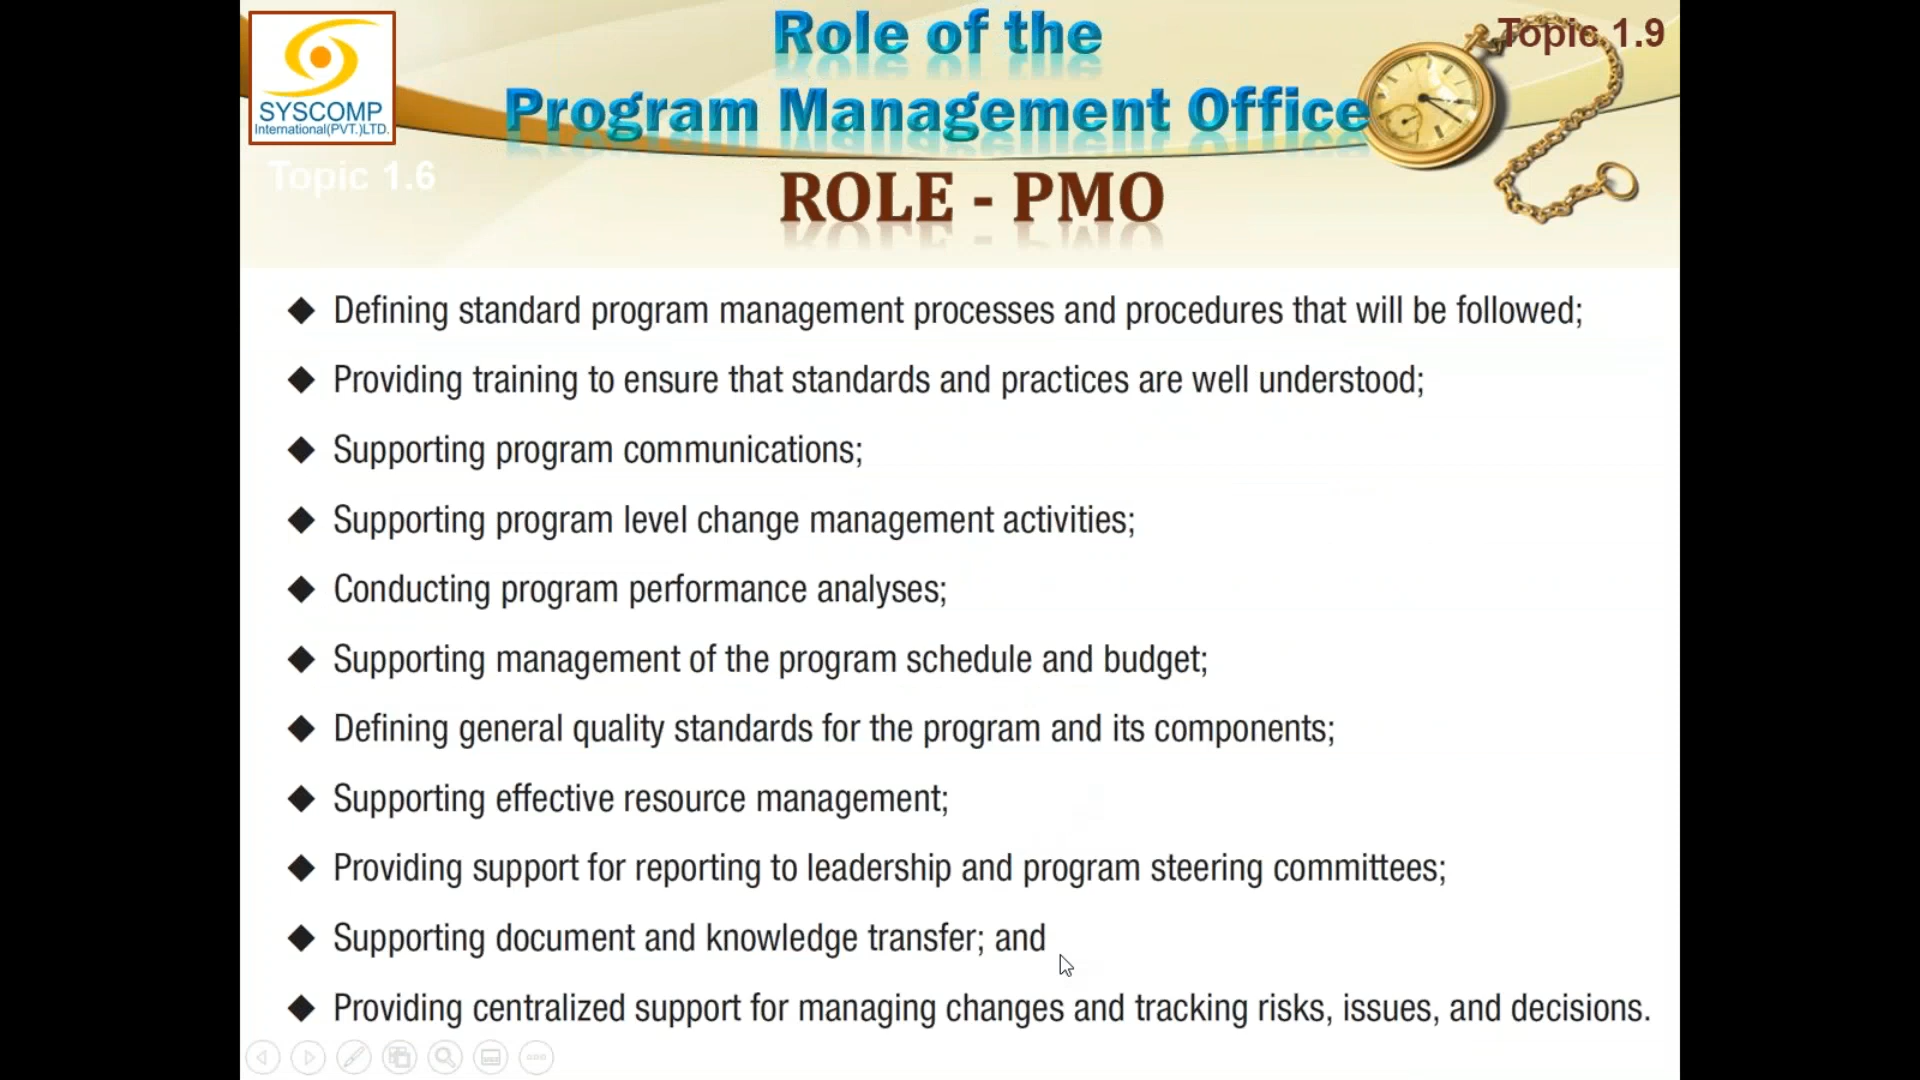 SYSCOMP
International(PVT.)LTD.
Role of the
Program Management Office
Topic 1.9
Topic 1.6
ROLE - PMO
◆ Defining standard program management processes and procedures that will be followed;
◆ Providing training to ensure that standards and practices are well understood;
◆ Supporting program communications;
◆ Supporting program level change management activities;
◆ Conducting program performance analyses;
◆ Supporting management of the program schedule and budget;
◆ Defining general quality standards for the program and its components;
◆ Supporting effective resource management;
◆ Providing support for reporting to leadership and program steering committees;
◆ Supporting document and knowledge transfer; and
◆ Providing centralized support for managing changes and tracking risks, issues, and decisions.